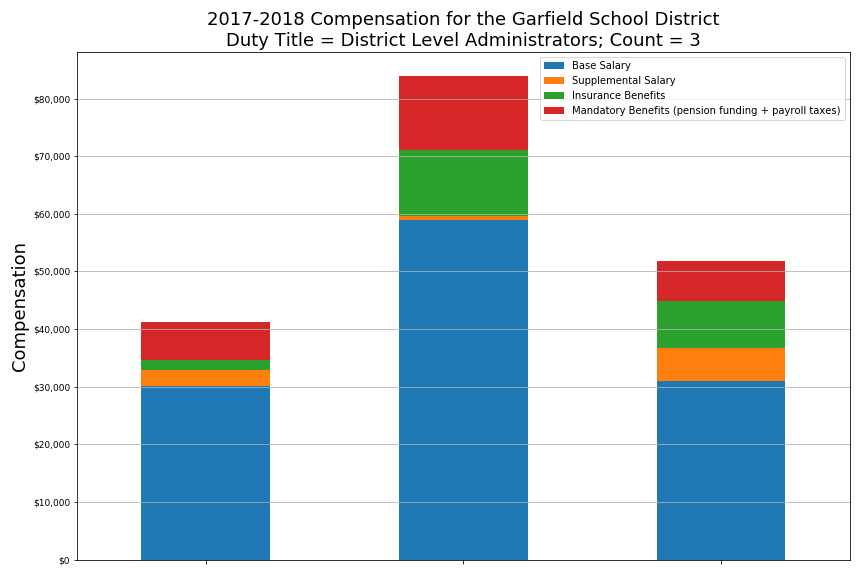 2017-2018 Compensation for the Garfield School District
Duty Title = District Level Administrators; Count = 3
Base Salary
Supplemental Salary
Insurance Benefits
Mandatory Benefits (pension funding + payroll taxes)
Compensation
$80,000
$70,000
$60,000
$50,000
$40,000
$30,000
$20,000
$10,000
$0